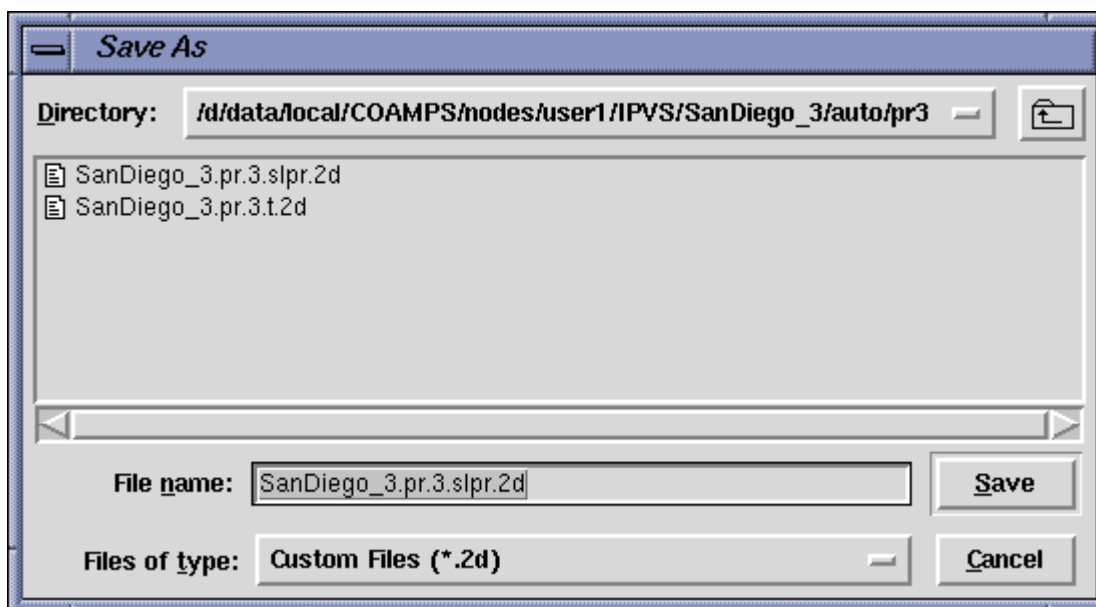 Save As
Directory: /d/data/local/COAMPS/nodes/user1/IPVS/SanDiego_3/auto/pr3
SanDiego_3.pr.3.slpr.2d
SanDiego_3.pr.3.t.2d
File name: SanDiego_3.pr.3.slpr.2d Save
Files of type: Custom Files (*.2d) Cancel